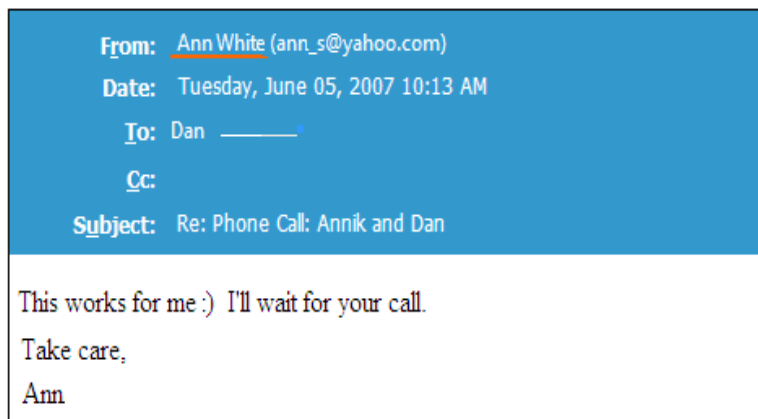 From: Ann White (ann_s@yahoo.com)
Date: Tuesday, June 05, 2007 10:13 AM
To: Dan
Cc:
Subject: Re: Phone Call: Annik and Dan
This works for me :) I'll wait for your call.
Take care,
Ann